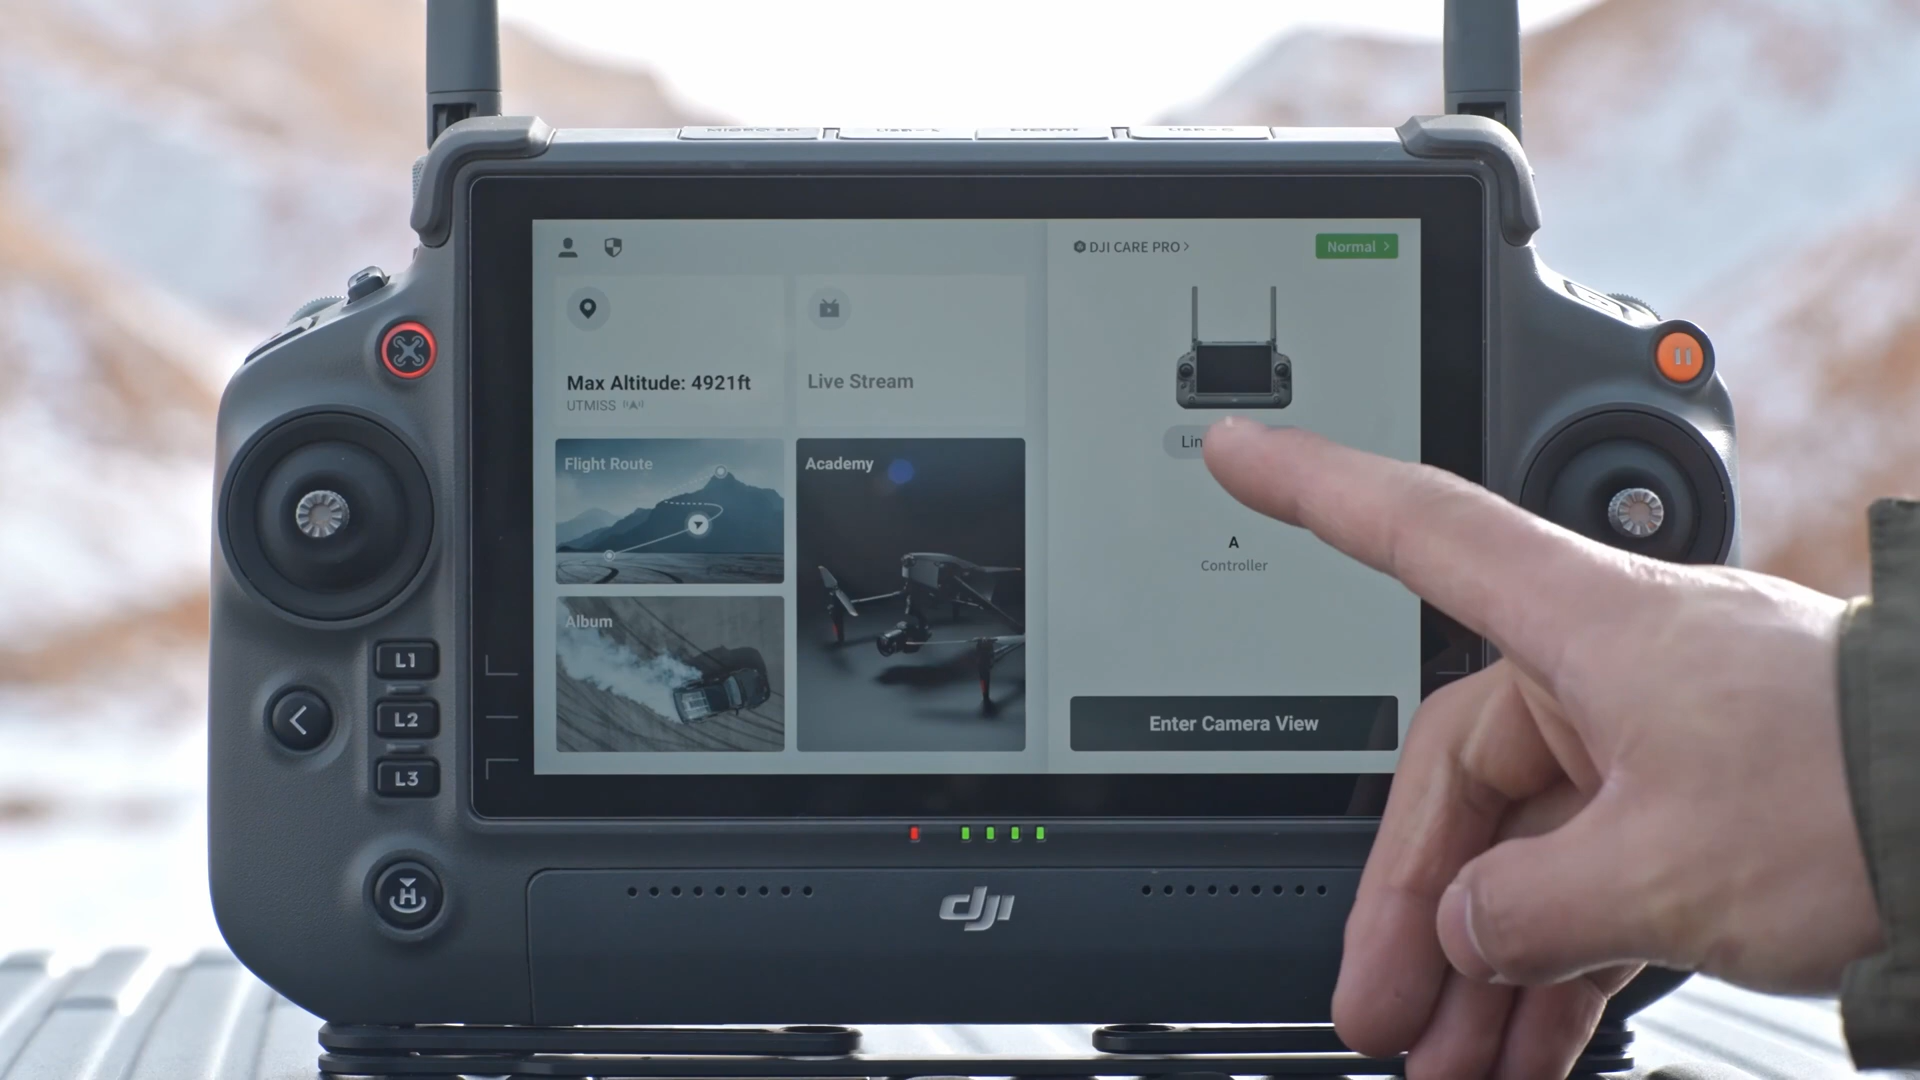 DJI CARE PRO
Normal
Max Altitude: 4921ft
UTMISS
Live Stream
Flight Route
Academy
A
Controller
Album
Enter Camera View
L1
L2
L3
H
dji